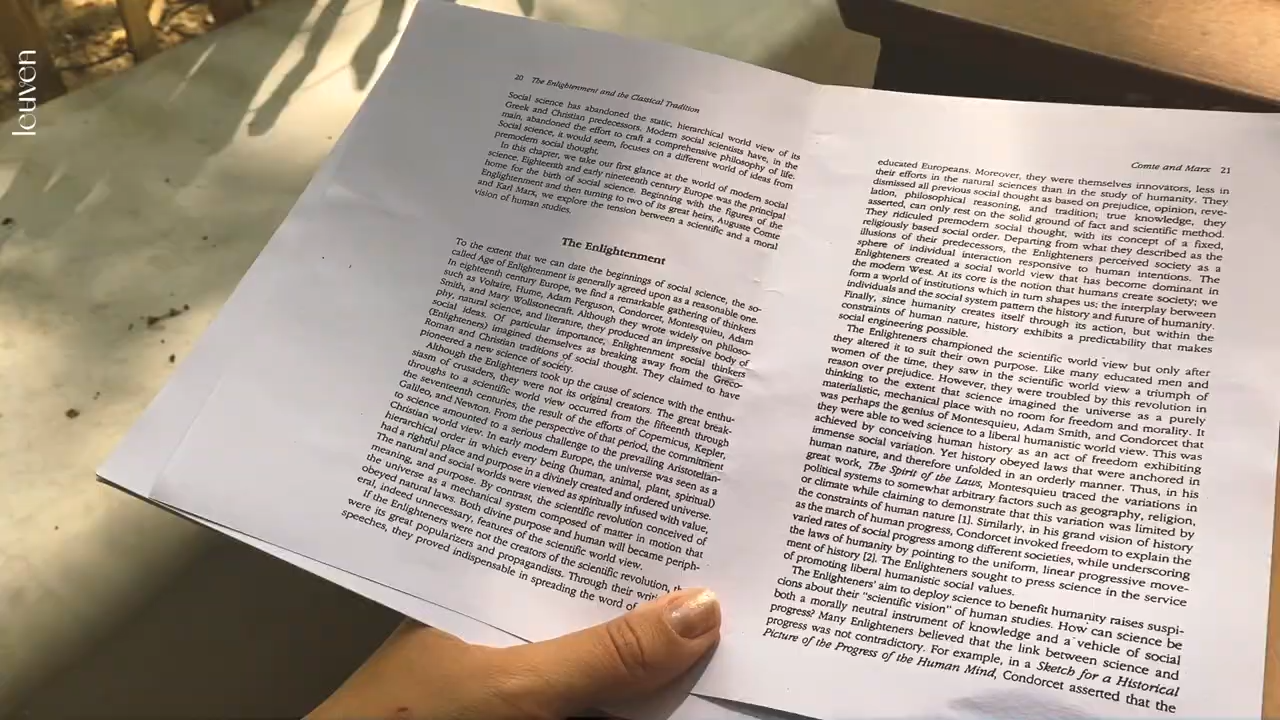 leuven
20 The Enlightenment and the Classical Tradition
Social science has abandoned the static, hierarchical world view of its
Greek and Christian predecessors. Modern social scientists have, in the
main, abandoned the effort to craft a comprehensive philosophy of life.
Social science, it would seem, focuses on a different world of ideas from
premodern social thought.
In this chapter, we take our first glance at the world of modern social
science. Eighteenth and early nineteenth century Europe was the principal
home for the birth of social science. Beginning with the figures of the
Englightenment and then turning to two of its great heirs, Auguste Comte
and Karl Marx, we explore the tension between a scientific and a moral
vision of human studies.
The Enlightenment
To the extent that we can date the beginnings of social science, the so-
called Age of Enlightenment is generally agreed upon as a reasonable one.
In eighteenth century Europe, we find a remarkable gathering of thinkers
such as Voltaire, Hume, Adam Ferguson, Condorcet, Montesquieu, Adam
Smith, and Mary Wollstonecraft. Although they wrote widely on philoso-
phy, natural science, and literature, they produced an impressive body of
social ideas. Of particular importance, Enlightenment social thinkers
(Enlighteners) imagined themselves as breaking away from the Greco-
Roman and Christian traditions of social thought. They claimed to have
pioneered a new science of society.
Although the Enlighteners took up the cause of science with the enthu-
siasm of crusaders, they were not its original creators. The great break-
throughs to a scientific world view occurred from the fifteenth through
the seventeenth centuries, the result of the efforts of Copernicus, Kepler,
Galileo, and Newton. From the perspective of that period, the commitment
to science amounted to a serious challenge to the prevailing Aristotelian-
Christian world view. In early modern Europe, the universe was seen as a
hierarchical order in which every being (human, animal, plant, spiritual)
had a rightful place and purpose in a divinely created and ordered universe.
The natural and social worlds were viewed as spiritually infused with value,
meaning, and purpose. By contrast, the scientific revolution conceived of
the universe as a mechanical system composed of matter in motion that
obeyed natural laws. Both divine purpose and human will became periph-
eral, indeed unnecessary, features of the scientific world view.
If the Enlighteners were not the creators of the scientific revolution,
were its great popularizers and propagandists. Through their
speeches, they proved indispensable in spreading the word of
Comte and Marx 21
educated Europeans. Moreover, they were themselves innovators, less in
their efforts in the natural sciences than in the study of humanity. They
dismissed all previous social thought as based on prejudice, opinion, reve-
lation, philosophical reasoning, and tradition; true knowledge, they
asserted, can only rest on the solid ground of fact and scientific method.
They ridiculed premodern social thought, with its concept of a fixed,
religiously based social order. Departing from what they described as the
illusions of their predecessors, the Enlighteners perceived society as a
sphere of individual interaction responsive to human intentions. The
Enlighteners created a social world view that has become dominant in
the modern West. At its core is the notion that humans create society; we
form a world of institutions which in turn shapes us; the interplay between
individuals and the social system pattern the history and future of humanity.
Finally, since humanity creates itself through its action, but within the
constraints of human nature, history exhibits a predictability that makes
social engineering possible.
The Enlighteners championed the scientific world view but only after
they altered it to suit their own purpose. Like many educated men and
women of the time, they saw in the scientific world view a triumph of
reason over prejudice. However, they were troubled by this revolution in
thinking to the extent that science imagined the universe as a purely
materialistic, mechanical place with no room for freedom and morality. It
was perhaps the genius of Montesquieu, Adam Smith, and Condorcet that
they were able to wed science to a liberal humanistic world view. This was
achieved by conceiving human history as an act of freedom exhibiting
immense social variation. Yet history obeyed laws that were anchored in
human nature, and therefore unfolded in an orderly manner. Thus, in his
great work, The Spirit of the Laws, Montesquieu traced the variations in
political systems to somewhat arbitrary factors such as geography, religion,
or climate while claiming to demonstrate that this variation was limited by
the constraints of human nature [1]. Similarly, in his grand vision of history
as the march of human progress, Condorcet invoked freedom to explain the
varied rates of social progress among different societies, while underscoring
the laws of humanity by pointing to the uniform, linear progressive move-
ment of history [2]. The Enlighteners sought to press science in the service
of promoting liberal humanistic social values.
The Enlighteners' aim to deploy science to benefit humanity raises suspi-
cions about their "scientific vision" of human studies. How can science be
both a morally neutral instrument of knowledge and a vehicle of social
progress? Many Enlighteners believed that the link between science and
progress was not contradictory. For example, in a Sketch for a Historical
Picture of the Progress of the Human Mind, Condorcet asserted that the